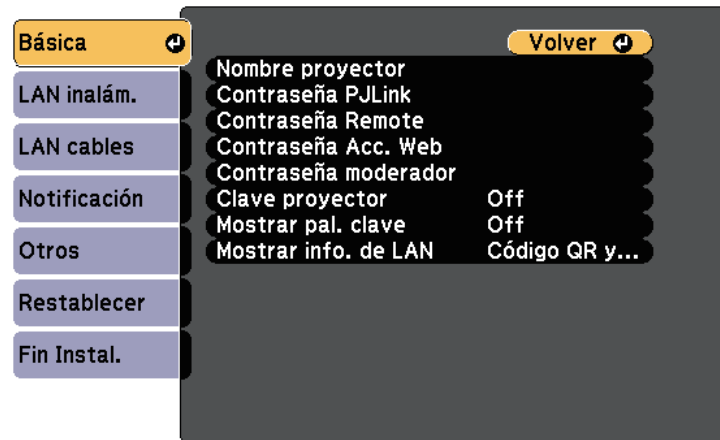 Básica
LAN inalám.
LAN cables
Notificación
Otros
Restablecer
Fin Instal.
Volver
Nombre proyector
Contraseña PJLink
Contraseña Remote
Contraseña Acc. Web
Contraseña moderador
Clave proyector Off
Mostrar pal. clave Off
Mostrar info. de LAN Código QR y...